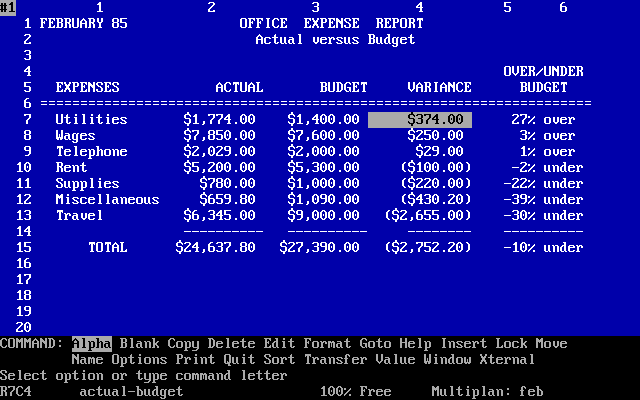 #1 1 2 3 4 5 6
1 FEBRUARY 85 OFFICE EXPENSE REPORT
2 Actual versus Budget
3
4 OVER/UNDER
5 EXPENSES ACTUAL BUDGET VARIANCE BUDGET
6 ======================================================================
7 Utilities $1,774.00 $1,400.00 $374.00 27% over
8 Wages $7,850.00 $7,600.00 $250.00 3% over
9 Telephone $2,029.00 $2,000.00 $29.00 1% over
10 Rent $5,200.00 $5,300.00 ($100.00) -2% under
11 Supplies $780.00 $1,000.00 ($220.00) -22% under
12 Miscellaneous $659.80 $1,090.00 ($430.20) -39% under
13 Travel $6,345.00 $9,000.00 ($2,655.00) -30% under
14 ---------- ---------- ---------- ----------
15 TOTAL $24,637.80 $27,390.00 ($2,752.20) -10% under
16
17
18
19
20
COMMAND: Alpha Blank Copy Delete Edit Format Goto Help Insert Lock Move
Name Options Print Quit Sort Transfer Value Window Xternal
Select option or type command letter
R7C4 actual-budget 100% Free Multiplan: feb